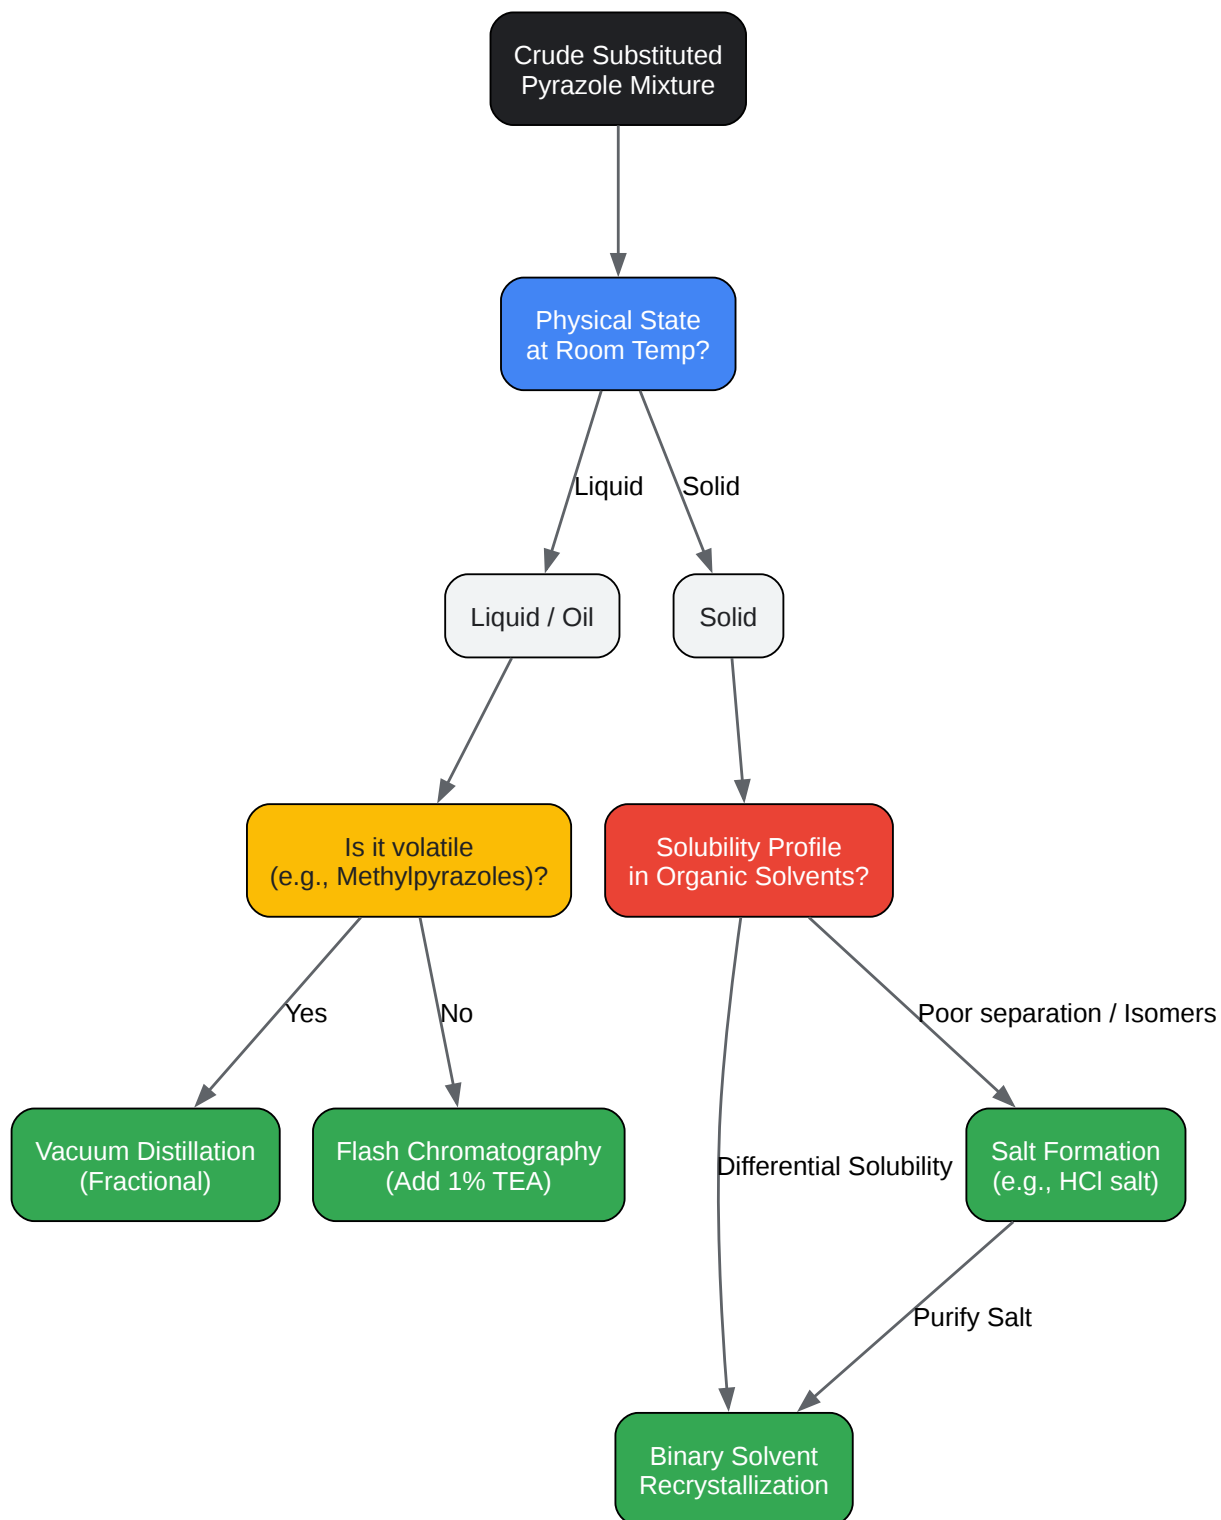 Crude Substituted
Pyrazole Mixture
Physical State
at Room Temp?
Liquid
Solid
Liquid / Oil
Solid
Is it volatile
(e.g., Methylpyrazoles)?
Solubility Profile
in Organic Solvents?
Yes
No
Poor separation / Isomers
Vacuum Distillation
(Fractional)
Flash Chromatography
(Add 1% TEA)
Differential Solubility
Salt Formation
(e.g., HCl salt)
Purify Salt
Binary Solvent
Recrystallization